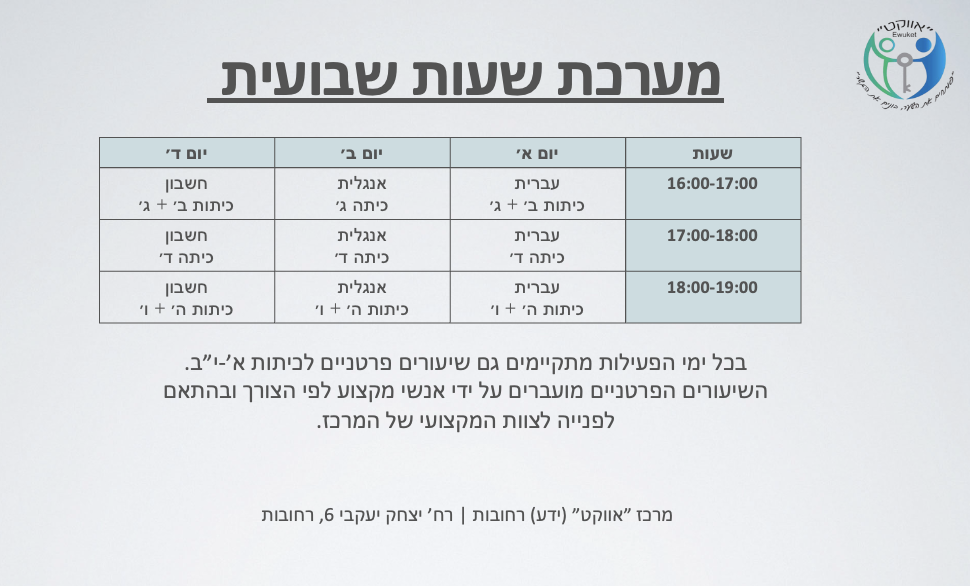 ״אווקט״
Ewuket
מערכת שעות שבועית
שעות יום א׳ יום ב׳ יום ד׳
16:00-17:00 עברית אנגלית חשבון
כיתות ב׳ + ג׳ כיתה ג׳ כיתות ב׳ + ג׳
17:00-18:00 עברית אנגלית חשבון
כיתה ד׳ כיתה ד׳ כיתה ד׳
18:00-19:00 עברית אנגלית חשבון
כיתות ה׳ + ו׳ כיתות ה׳ + ו׳ כיתות ה׳ + ו׳
בכל ימי הפעילות מתקיימים גם שיעורים פרטניים לכיתות א׳-י״ב.
השיעורים הפרטניים מועברים על ידי אנשי מקצוע לפי הצורך ובהתאם
לפנייה לצוות המקצועי של המרכז.
מרכז ״אווקט״ (ידע) רחובות | רח׳ יצחק יעקבי 6, רחובות